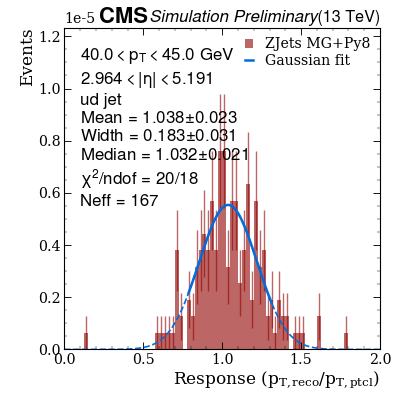 1e-5 CMS Simulation Preliminary (13 TeV)
Events
1.2
1.0
0.8
0.6
0.4
0.2
0.0
40.0 < p_T < 45.0 GeV
2.964 < |η| < 5.191
ud jet
Mean = 1.038±0.023
Width = 0.183±0.031
Median = 1.032±0.021
χ²/ndof = 20/18
Neff = 167
ZJets MG+Py8
Gaussian fit
0.0 0.5 1.0 1.5 2.0
Response (p_T,reco/p_T,ptcl)